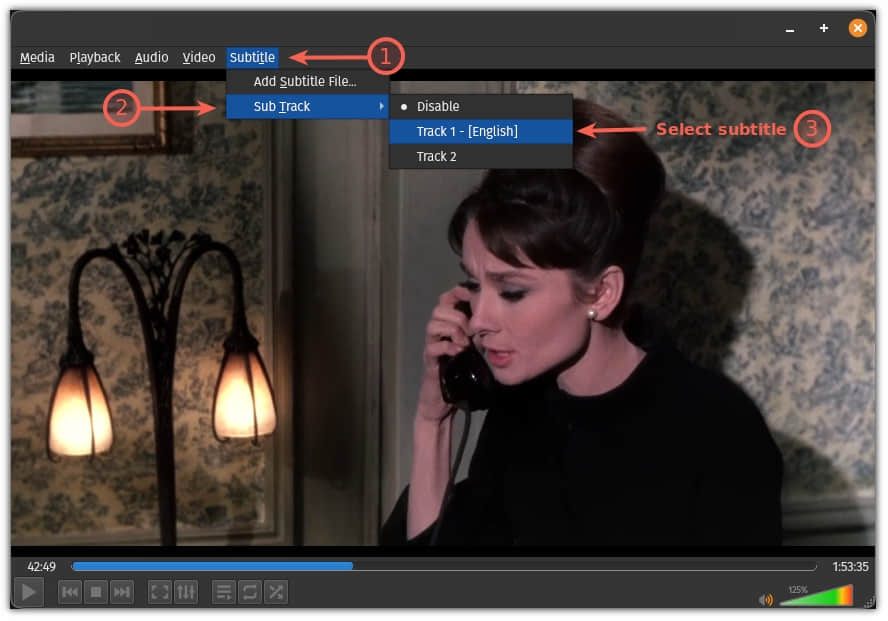 Media Playback Audio Video Subtitle
1
Add Subtitle File...
2
Sub Track
Disable
Track 1 - [English]
Select subtitle 3
Track 2
42:49 1:53:35
125%